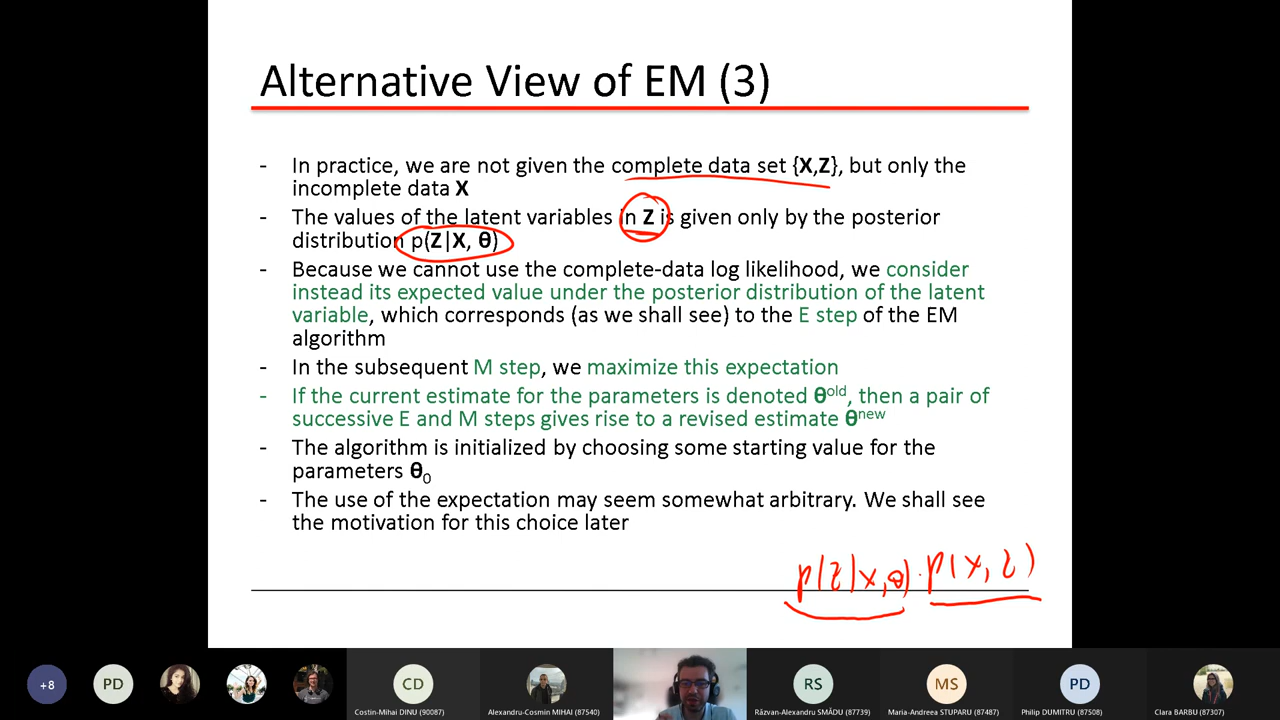 Alternative View of EM (3)
- In practice, we are not given the complete data set {X,Z}, but only the
incomplete data X
- The values of the latent variables in Z is given only by the posterior
distribution p(Z|X, θ)
- Because we cannot use the complete-data log likelihood, we consider
instead its expected value under the posterior distribution of the latent
variable, which corresponds (as we shall see) to the E step of the EM
algorithm
- In the subsequent M step, we maximize this expectation
- If the current estimate for the parameters is denoted θold, then a pair of
successive E and M steps gives rise to a revised estimate θnew
- The algorithm is initialized by choosing some starting value for the
parameters θ0
- The use of the expectation may seem somewhat arbitrary. We shall see
the motivation for this choice later
p(Z|X,θ) · p(X, Z)
+8
PD
CD
RS
MS
PD
Costin-Mihai DINU (90087)
Alexandru-Cosmin MIHAI (87540)
Răzvan-Alexandru SMĂDU (87739)
Maria-Andreea STUPARU (87487)
Philip DUMITRU (87508)
Clara BARBU (87307)